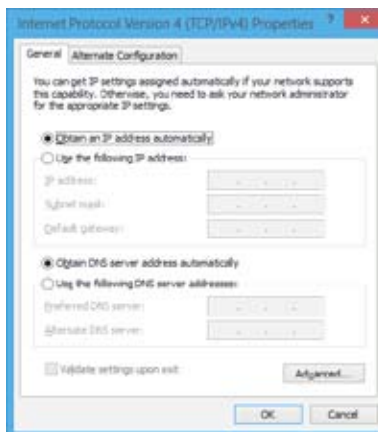 Internet Protocol Version 4 (TCP/IPv4) Properties
General
Alternate Configuration
You can get IP settings assigned automatically if your network supports
this capability. Otherwise, you need to ask your network administrator
for the appropriate IP settings.
Obtain an IP address automatically
Use the following IP address:
IP address:
Subnet mask:
Default gateway:
Obtain DNS server address automatically
Use the following DNS server addresses:
Preferred DNS server:
Alternate DNS server:
Validate settings upon exit
Advanced...
OK
Cancel